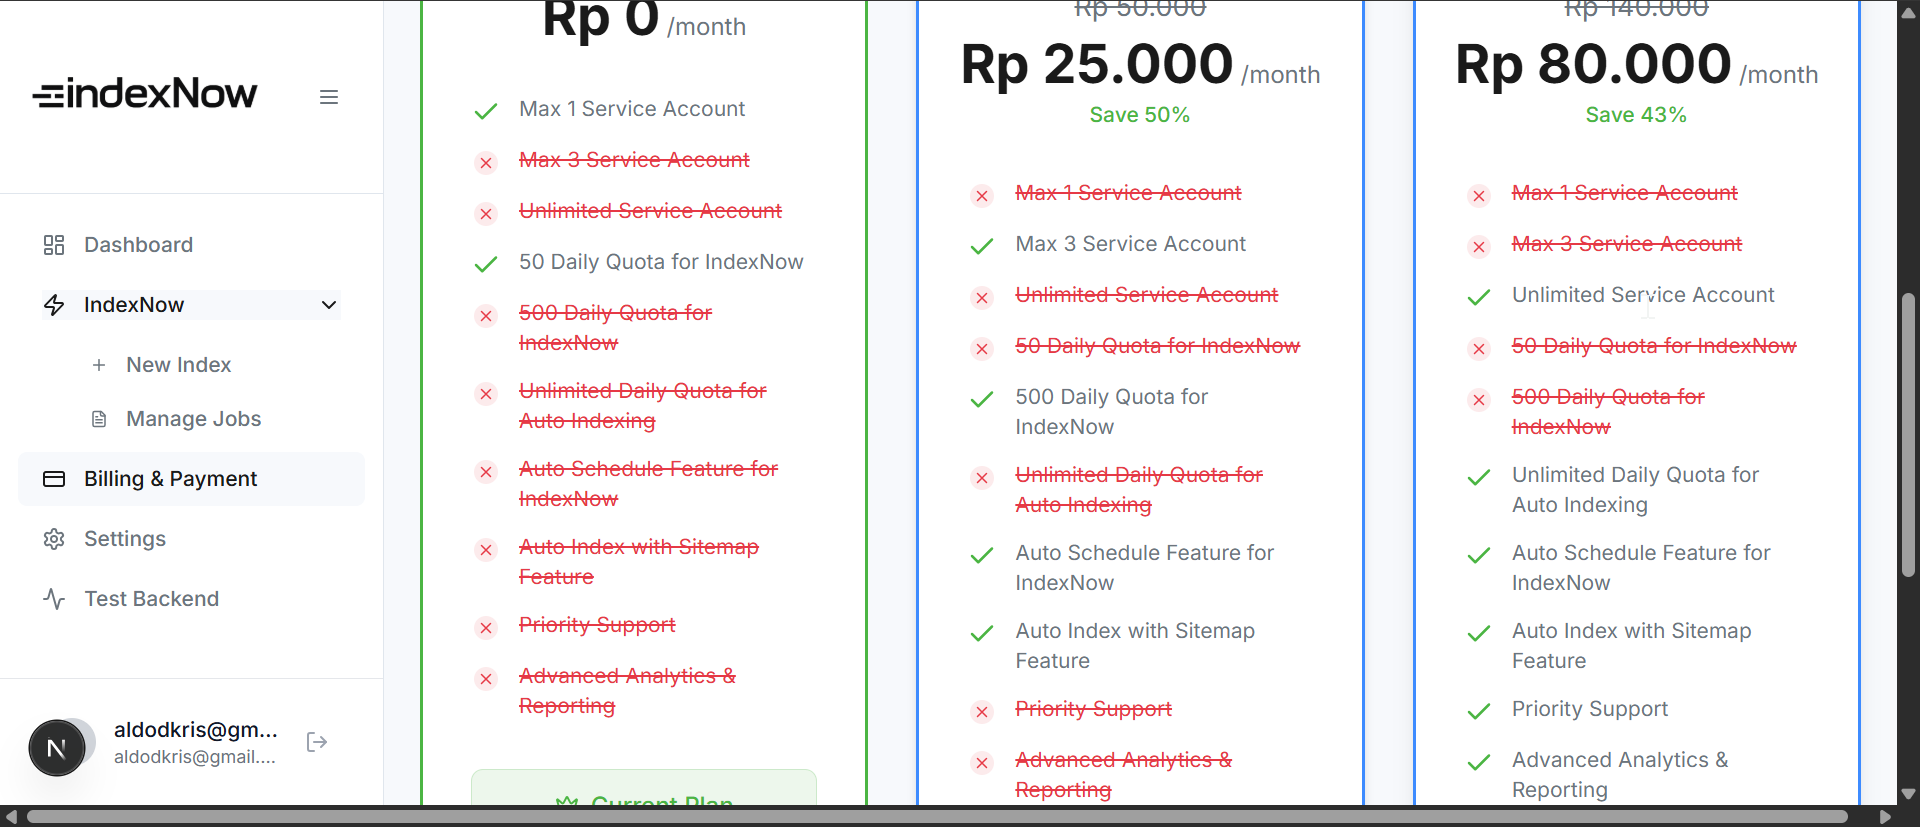 indexNow
Dashboard
IndexNow
New Index
Manage Jobs
Billing & Payment
Settings
Test Backend
N
aldodkris@gm...
aldodkris@gmail....
Rp 0 /month
Max 1 Service Account
Max 3 Service Account
Unlimited Service Account
50 Daily Quota for IndexNow
500 Daily Quota for
IndexNow
Unlimited Daily Quota for
Auto Indexing
Auto Schedule Feature for
IndexNow
Auto Index with Sitemap
Feature
Priority Support
Advanced Analytics &
Reporting
Current Plan
Rp 50.000
Rp 25.000 /month
Save 50%
Max 1 Service Account
Max 3 Service Account
Unlimited Service Account
50 Daily Quota for IndexNow
500 Daily Quota for
IndexNow
Unlimited Daily Quota for
Auto Indexing
Auto Schedule Feature for
IndexNow
Auto Index with Sitemap
Feature
Priority Support
Advanced Analytics &
Reporting
Rp 140.000
Rp 80.000 /month
Save 43%
Max 1 Service Account
Max 3 Service Account
Unlimited Service Account
50 Daily Quota for IndexNow
500 Daily Quota for
IndexNow
Unlimited Daily Quota for
Auto Indexing
Auto Schedule Feature for
IndexNow
Auto Index with Sitemap
Feature
Priority Support
Advanced Analytics &
Reporting